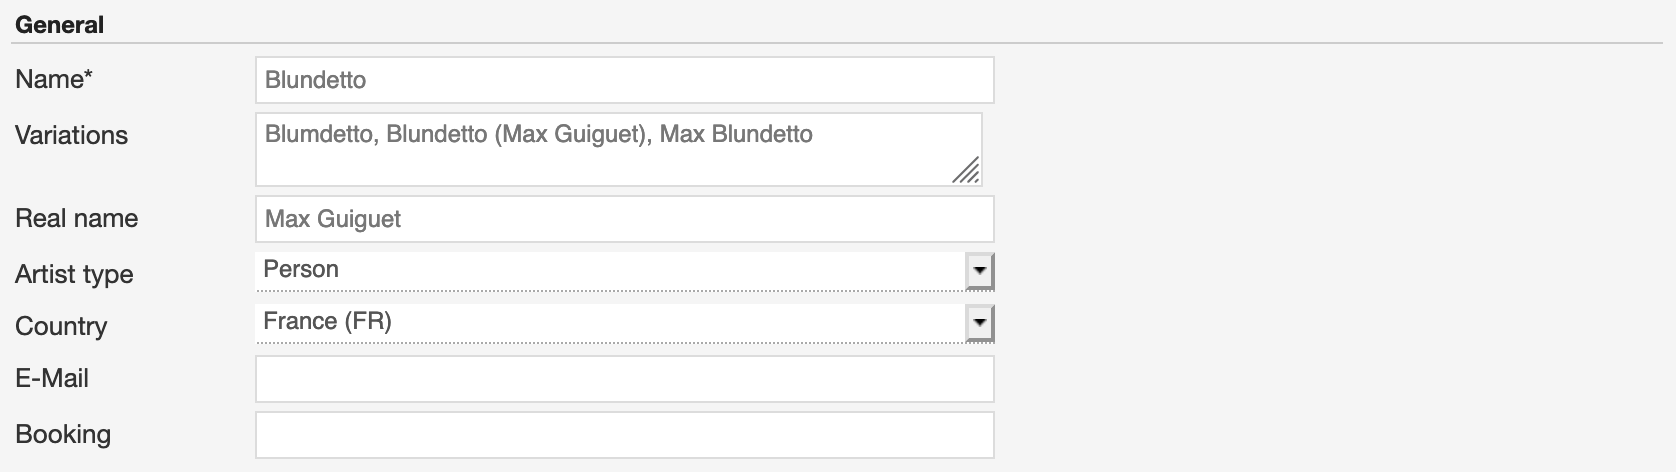 General
Name* Blundetto
Variations Blumdetto, Blundetto (Max Guiguet), Max Blundetto
Real name Max Guiguet
Artist type Person
Country France (FR)
E-Mail
Booking